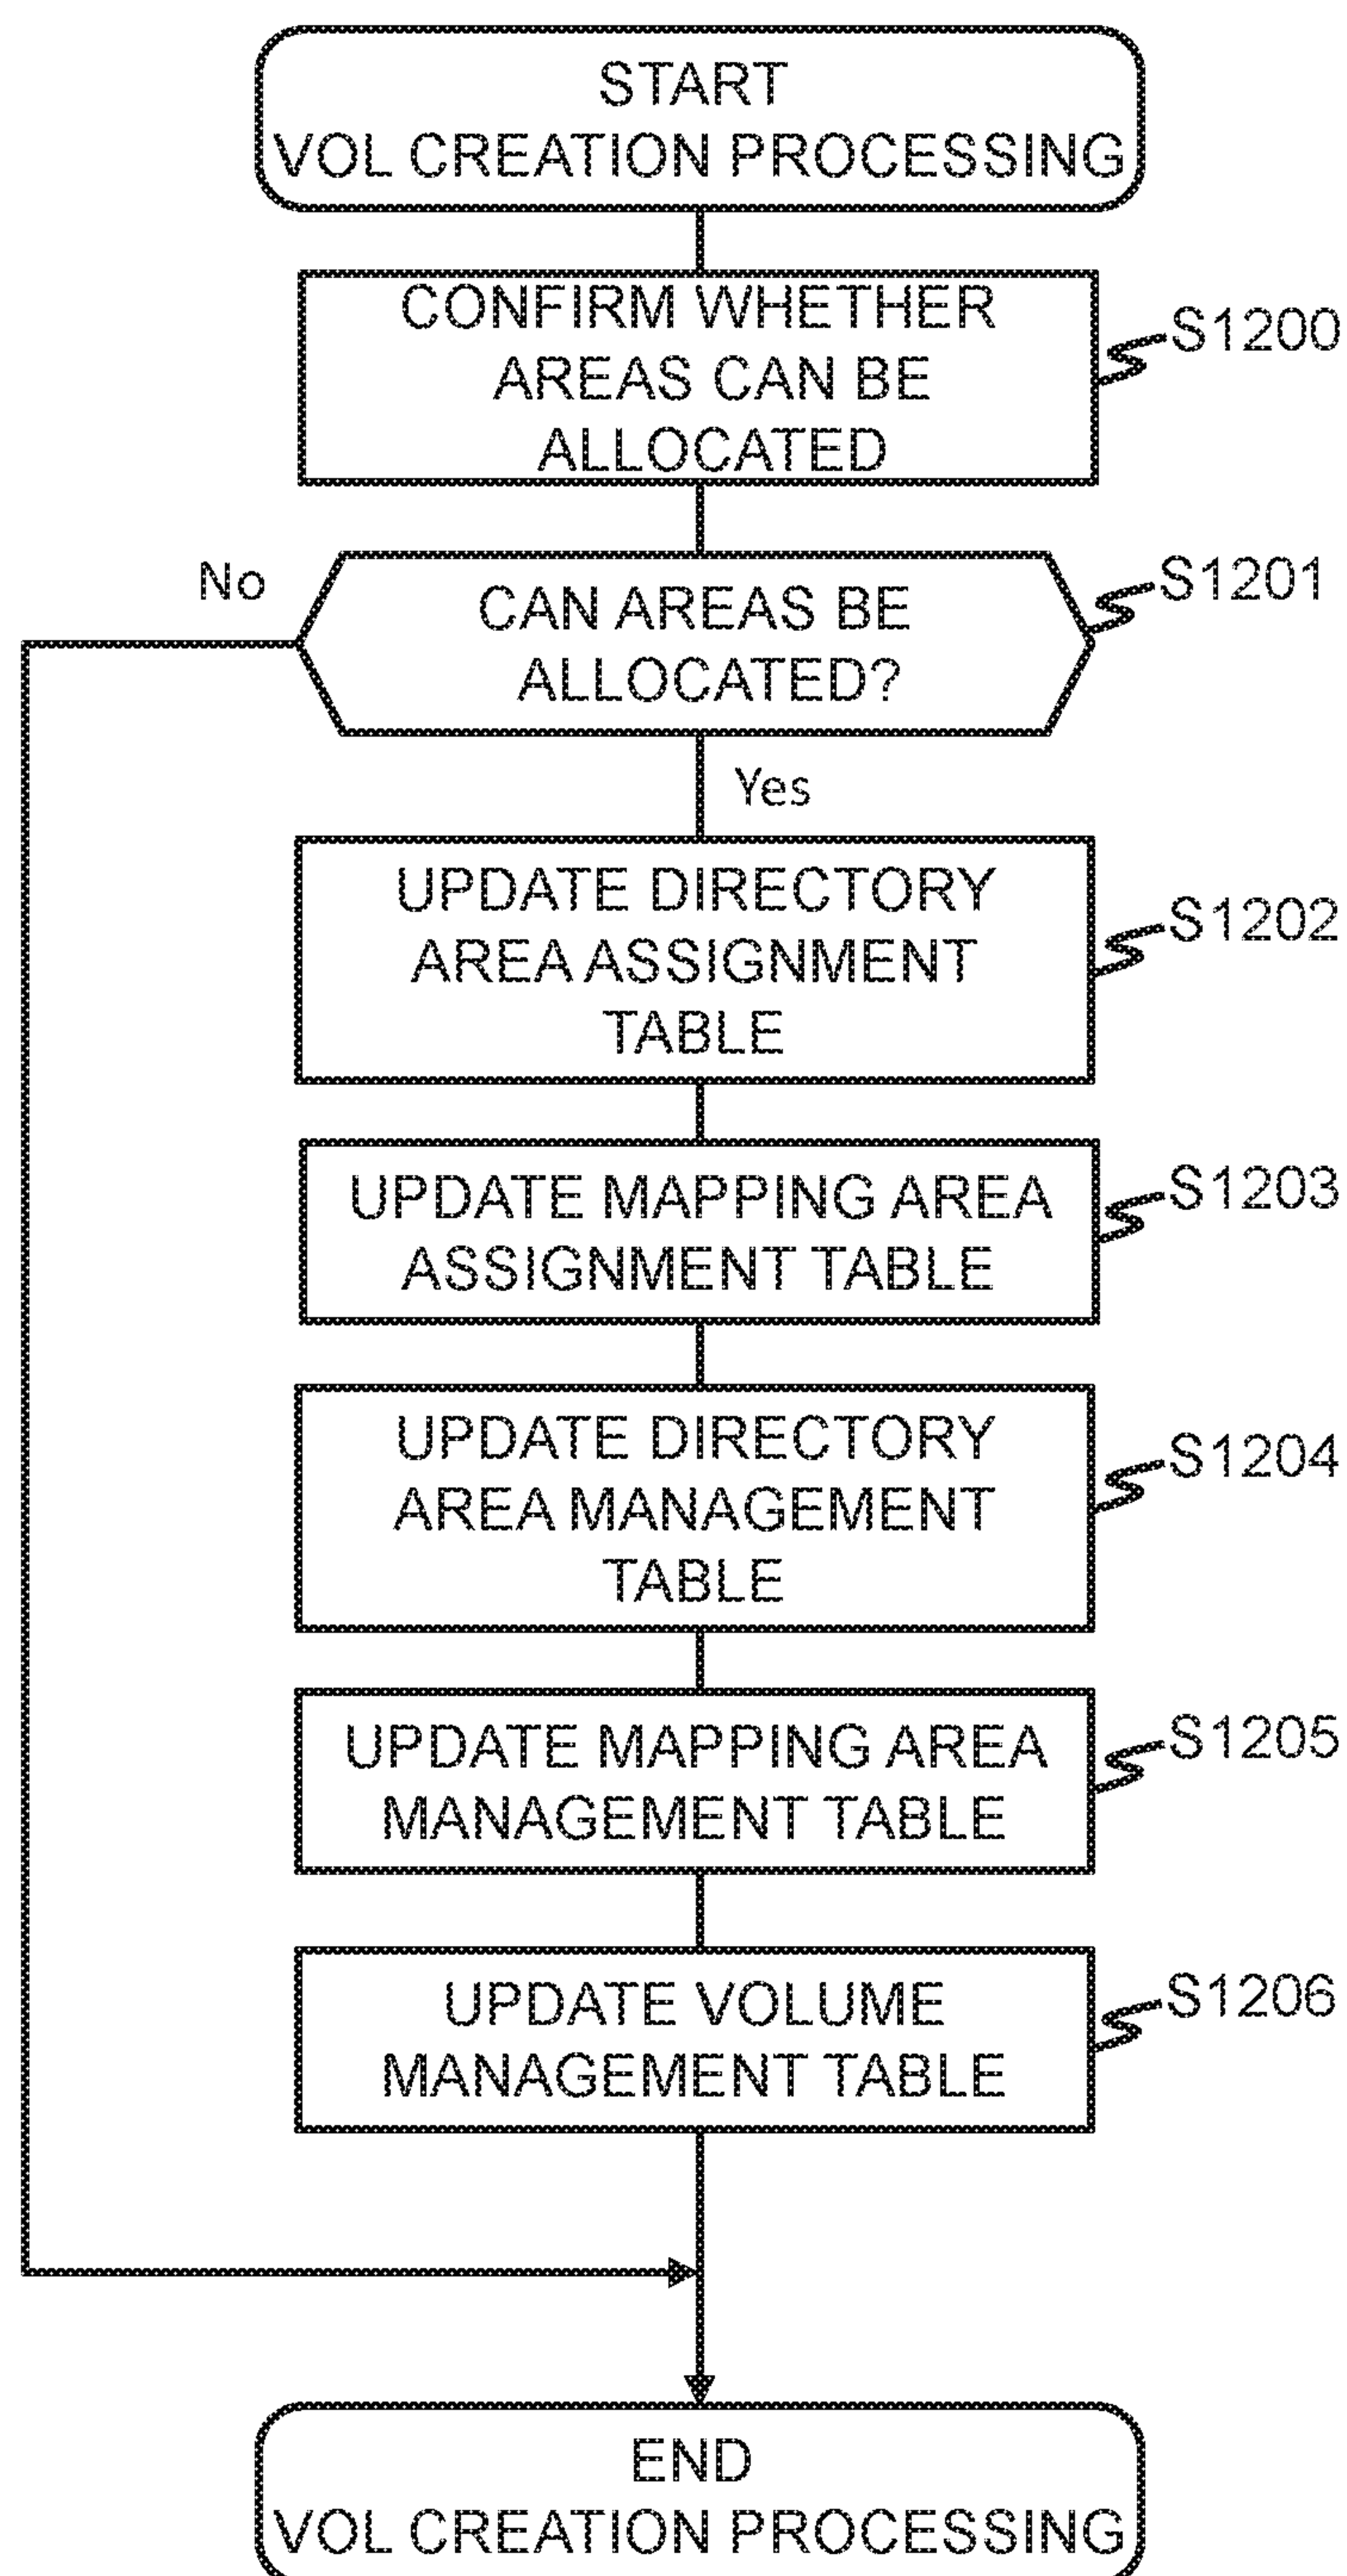 START
VOL CREATION PROCESSING
CONFIRM WHETHER
AREAS CAN BE
ALLOCATED
S1200
No
CAN AREAS BE
ALLOCATED?
S1201
Yes
UPDATE DIRECTORY
AREA ASSIGNMENT
TABLE
S1202
UPDATE MAPPING AREA
ASSIGNMENT TABLE
S1203
UPDATE DIRECTORY
AREA MANAGEMENT
TABLE
S1204
UPDATE MAPPING AREA
MANAGEMENT TABLE
S1205
UPDATE VOLUME
MANAGEMENT TABLE
S1206
END
VOL CREATION PROCESSING